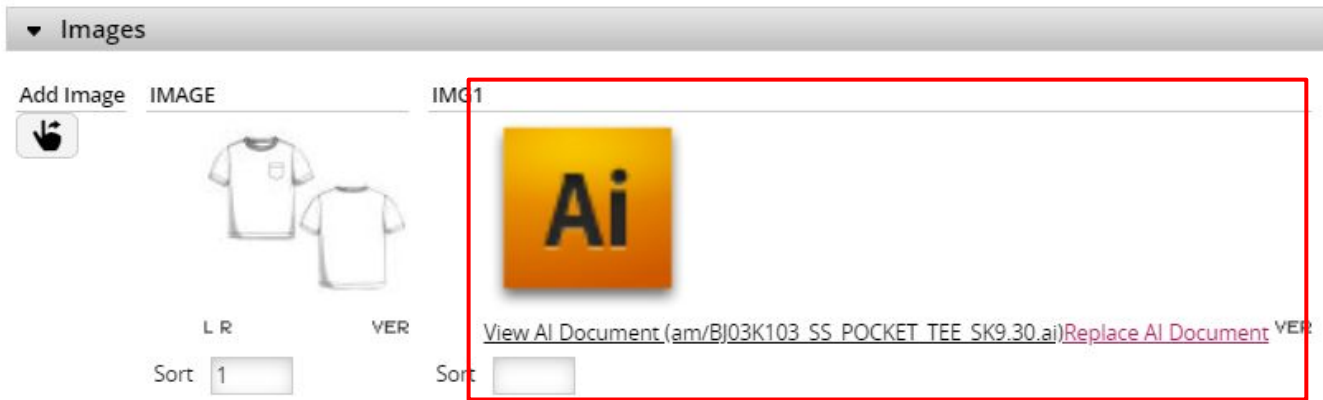 Images
Add Image IMAGE IMG1
Ai
L R VER View AI Document (am/BJ03K103_SS_POCKET_TEE_SK9.30.ai)Replace AI Document VER
Sort 1 Sort